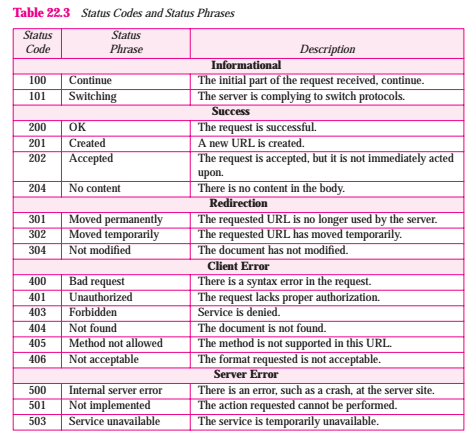 Table 22.3 Status Codes and Status Phrases
Status Code Status Phrase Description
Informational
100 Continue The initial part of the request received, continue.
101 Switching The server is complying to switch protocols.
Success
200 OK The request is successful.
201 Created A new URL is created.
202 Accepted The request is accepted, but it is not immediately acted
upon.
204 No content There is no content in the body.
Redirection
301 Moved permanently The requested URL is no longer used by the server.
302 Moved temporarily The requested URL has moved temporarily.
304 Not modified The document has not modified.
Client Error
400 Bad request There is a syntax error in the request.
401 Unauthorized The request lacks proper authorization.
403 Forbidden Service is denied.
404 Not found The document is not found.
405 Method not allowed The method is not supported in this URL.
406 Not acceptable The format requested is not acceptable.
Server Error
500 Internal server error There is an error, such as a crash, at the server site.
501 Not implemented The action requested cannot be performed.
503 Service unavailable The service is temporarily unavailable.